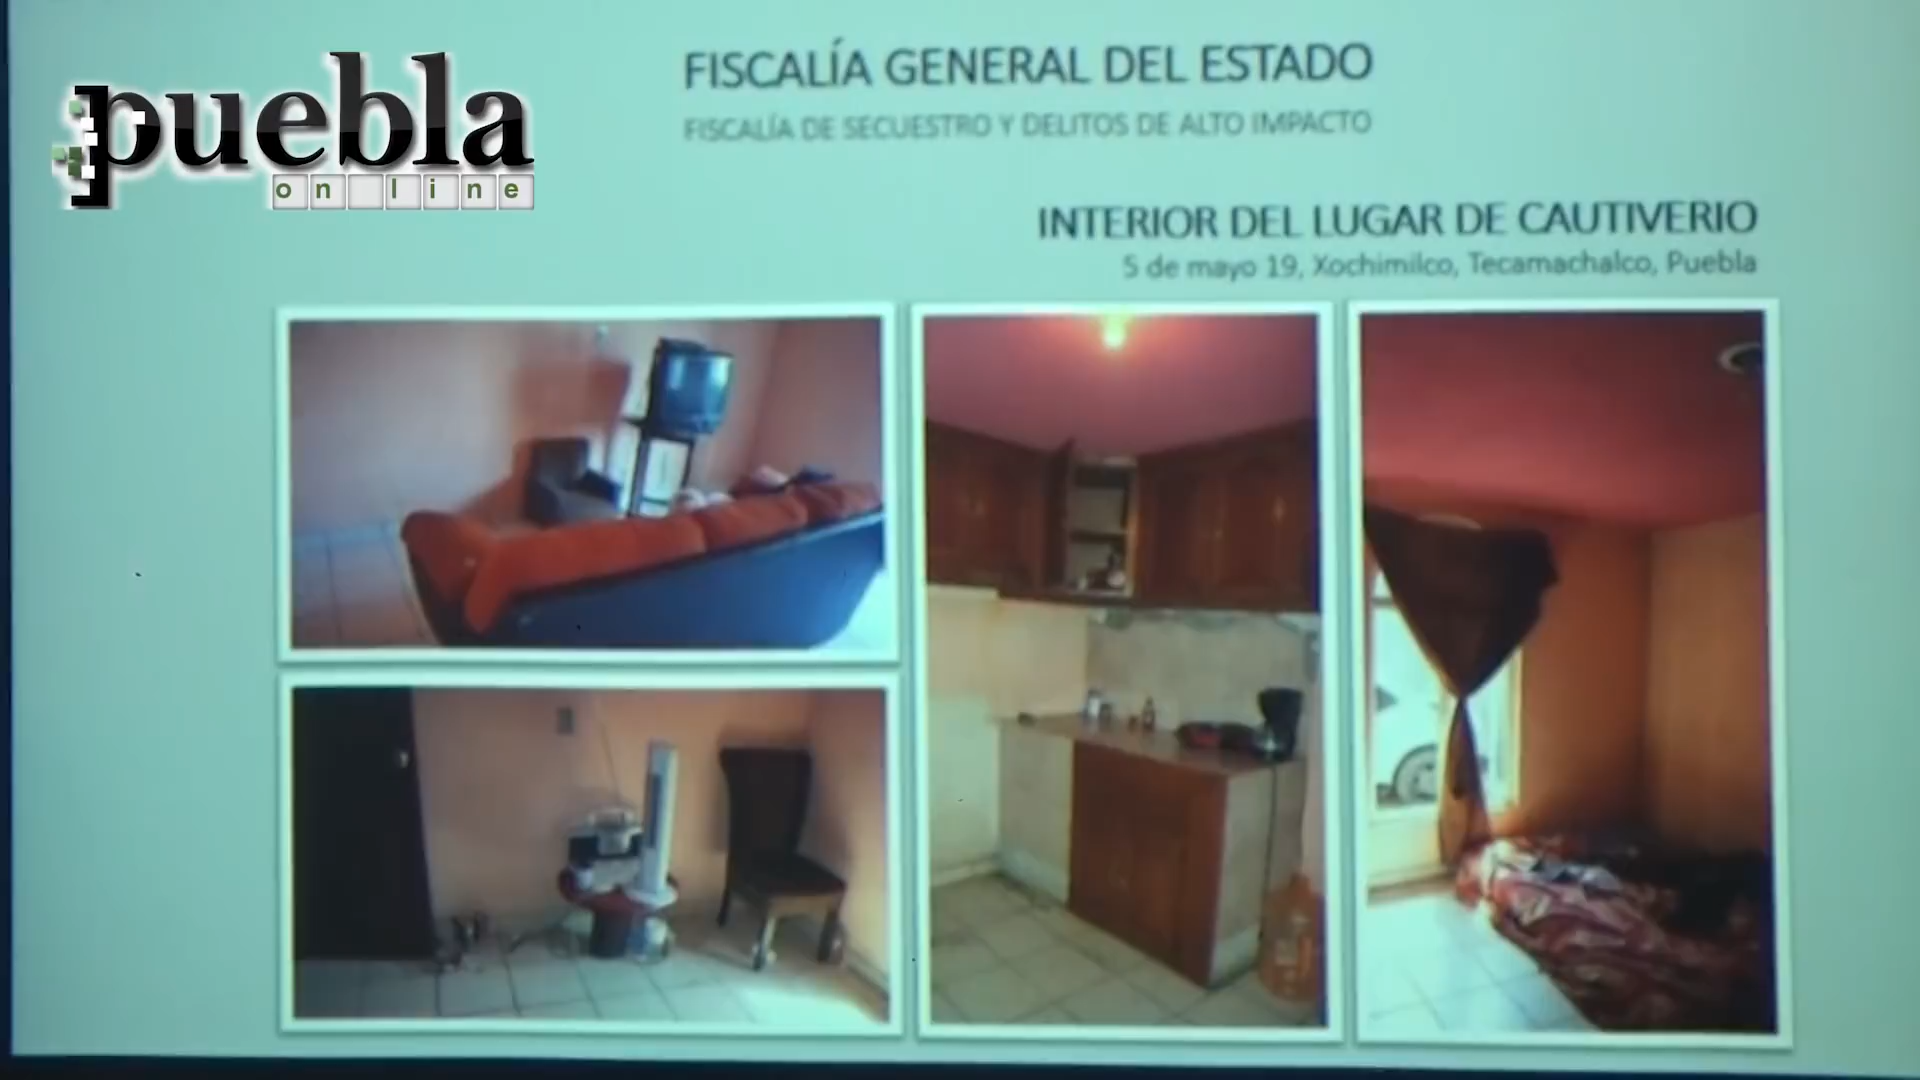 puebla
on line
FISCALÍA GENERAL DEL ESTADO
FISCALÍA DE SECUESTRO Y DELITOS DE ALTO IMPACTO
INTERIOR DEL LUGAR DE CAUTIVERIO
5 de mayo 19, Xochimilco, Tecamachalco, Puebla